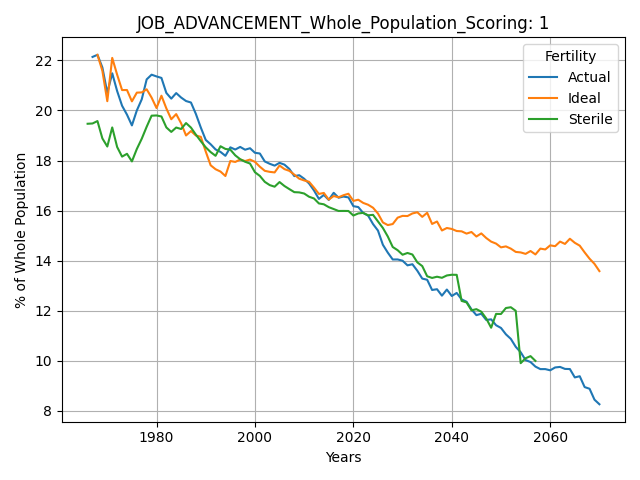 JOB_ADVANCEMENT_Whole_Population_Scoring: 1
Fertility
Actual
Ideal
Sterile
% of Whole Population
22
20
18
16
14
12
10
8
1980 2000 2020 2040 2060
Years